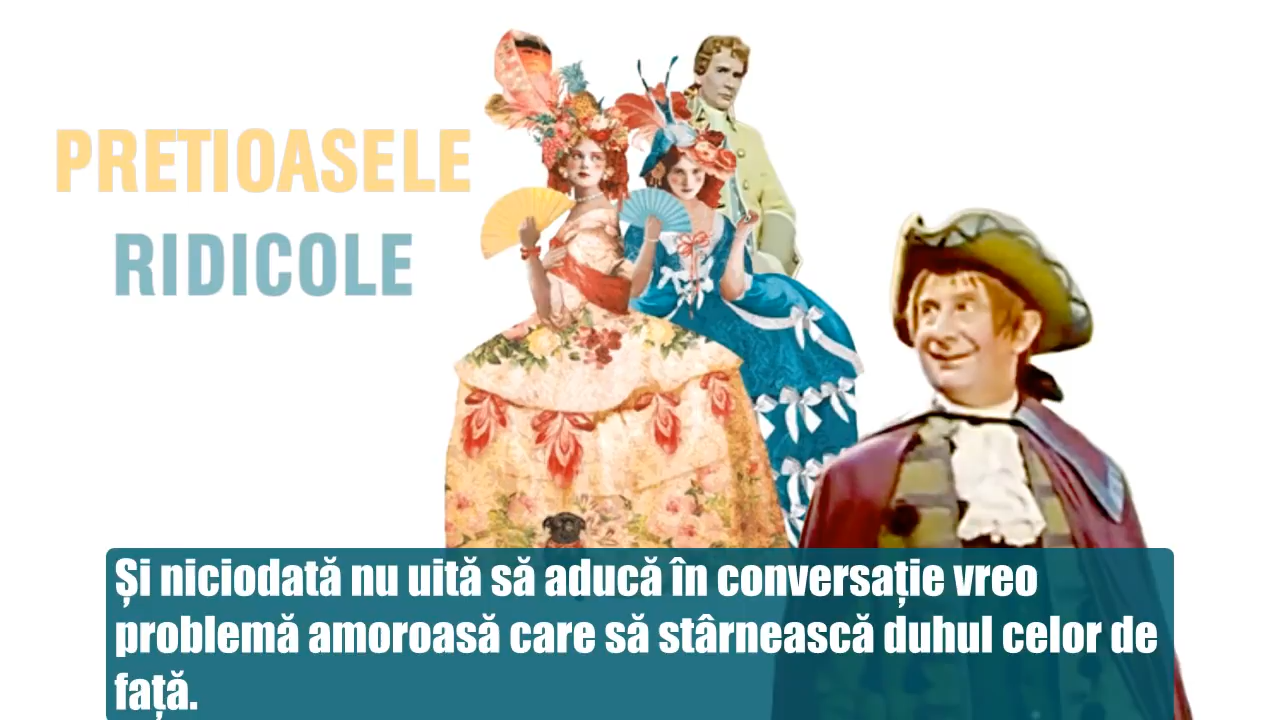 PRETIOASELE
RIDICOLE
Și niciodată nu uită să aducă în conversație vreo
problemă amoroasă care să stârnească duhul celor de
față.